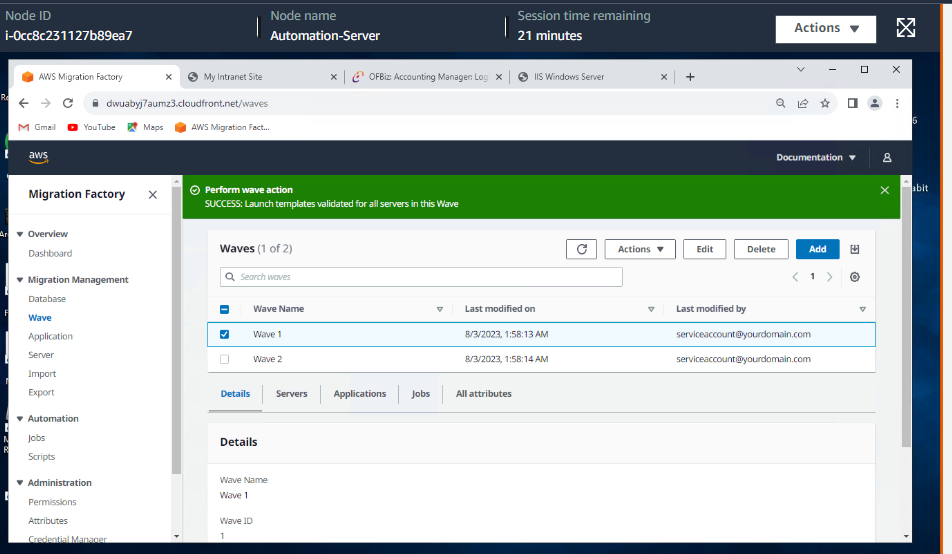 Node ID
i-0cc8c231127b89ea7
Node name
Automation-Server
Session time remaining
21 minutes
Actions
AWS Migration Factory
My Intranet Site
OFBiz: Accounting Manager: Log
IIS Windows Server
dwuabyj7aumz3.cloudfront.net/waves
Gmail
YouTube
Maps
AWS Migration Fact...
aws
Documentation
Migration Factory
Overview
Dashboard
Migration Management
Database
Wave
Application
Server
Import
Export
Automation
Jobs
Scripts
Administration
Permissions
Attributes
Credential Manager
Perform wave action
SUCCESS: Launch templates validated for all servers in this Wave
Waves (1 of 2)
Actions
Edit
Delete
Add
Search waves
1
Wave Name Last modified on Last modified by
Wave 1 8/3/2023, 1:58:13 AM serviceaccount@yourdomain.com
Wave 2 8/3/2023, 1:58:14 AM serviceaccount@yourdomain.com
Details Servers Applications Jobs All attributes
Details
Wave Name
Wave 1
Wave ID
1